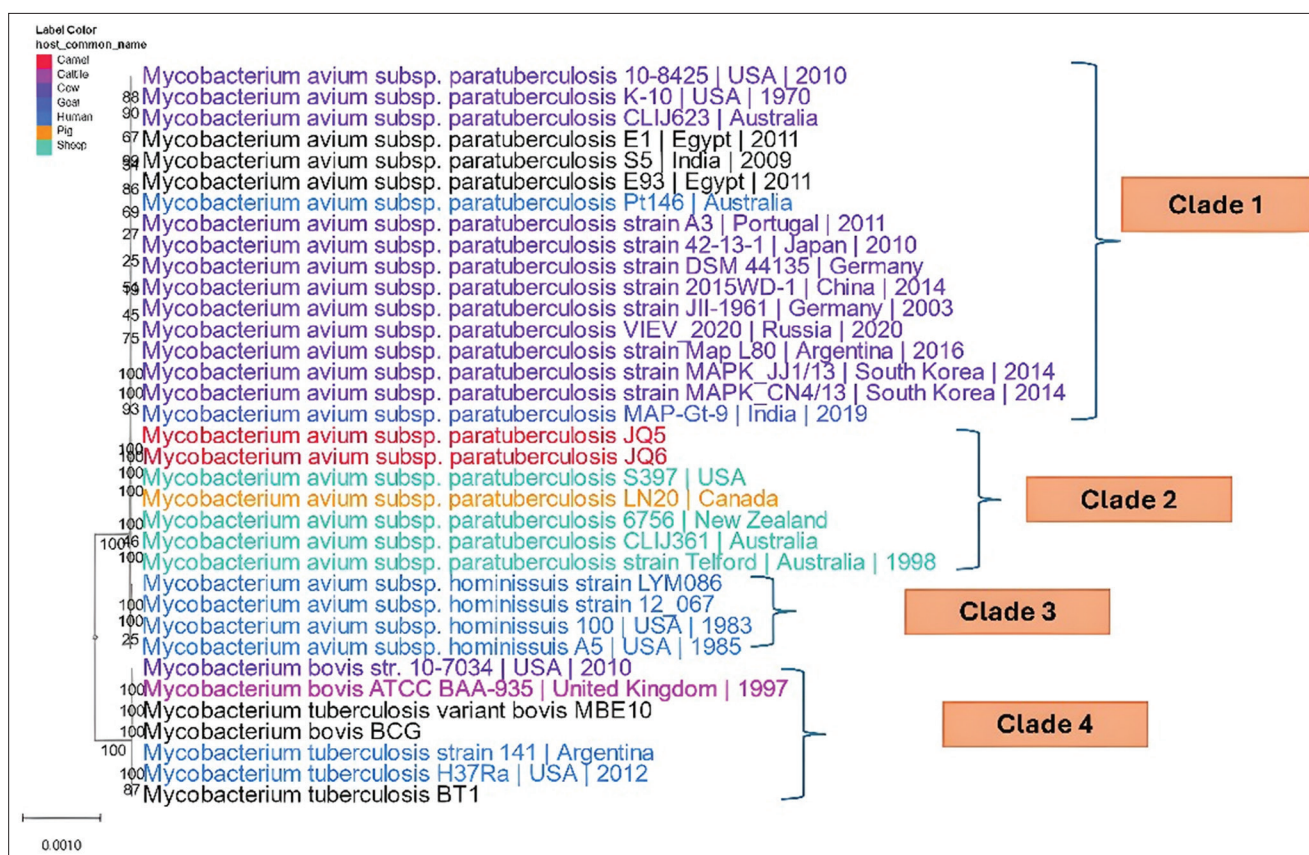 Label Color
host_common_name
Camel
Cattle
Cow
Goat
Human
Pig
Sheep
Mycobacterium avium subsp. paratuberculosis 10-8425 | USA | 2010
88
Mycobacterium avium subsp. paratuberculosis K-10 | USA | 1970
90
Mycobacterium avium subsp. paratuberculosis CLIJ623 | Australia
67
Mycobacterium avium subsp. paratuberculosis E1 | Egypt | 2011
Mycobacterium avium subsp. paratuberculosis S5 | India | 2009
86
Mycobacterium avium subsp. paratuberculosis E93 | Egypt | 2011
Mycobacterium avium subsp. paratuberculosis Pt146 | Australia
Clade 1
69
Mycobacterium avium subsp. paratuberculosis strain A3 | Portugal | 2011
27
Mycobacterium avium subsp. paratuberculosis strain 42-13-1 | Japan | 2010
25
Mycobacterium avium subsp. paratuberculosis strain DSM 44135 | Germany
Mycobacterium avium subsp. paratuberculosis strain 2015WD-1 | China | 2014
45
Mycobacterium avium subsp. paratuberculosis strain JII-1961 | Germany | 2003
75
Mycobacterium avium subsp. paratuberculosis VIEV_2020 | Russia | 2020
Mycobacterium avium subsp. paratuberculosis strain Map L80 | Argentina | 2016
100
Mycobacterium avium subsp. paratuberculosis strain MAPK_JJ1/13 | South Korea | 2014
100
Mycobacterium avium subsp. paratuberculosis strain MAPK_CN4/13 | South Korea | 2014
93
Mycobacterium avium subsp. paratuberculosis MAP-Gt-9 | India | 2019
Mycobacterium avium subsp. paratuberculosis JQ5
Mycobacterium avium subsp. paratuberculosis JQ6
100
Mycobacterium avium subsp. paratuberculosis S397 | USA
100
Mycobacterium avium subsp. paratuberculosis LN20 | Canada
Clade 2
100
Mycobacterium avium subsp. paratuberculosis 6756 | New Zealand
100
46
Mycobacterium avium subsp. paratuberculosis CLIJ361 | Australia
100
Mycobacterium avium subsp. paratuberculosis strain Telford | Australia | 1998
Mycobacterium avium subsp. hominissuis strain LYM086
100
Mycobacterium avium subsp. hominissuis strain 12_067
Clade 3
100
Mycobacterium avium subsp. hominissuis 100 | USA | 1983
25
Mycobacterium avium subsp. hominissuis A5 | USA | 1985
Mycobacterium bovis str. 10-7034 | USA | 2010
100
Mycobacterium bovis ATCC BAA-935 | United Kingdom | 1997
100
Mycobacterium tuberculosis variant bovis MBE10
Clade 4
100
Mycobacterium bovis BCG
100
Mycobacterium tuberculosis strain 141 | Argentina
100
Mycobacterium tuberculosis H37Ra | USA | 2012
87
Mycobacterium tuberculosis BT1
0.0010